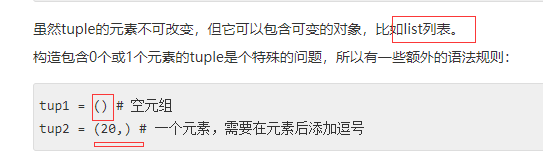 虽然tuple的元素不可改变，但它可以包含可变的对象，比如list列表。
构造包含0个或1个元素的tuple是个特殊的问题，所以有一些额外的语法规则：
tup1 = () # 空元组
tup2 = (20,) # 一个元素，需要在元素后添加逗号